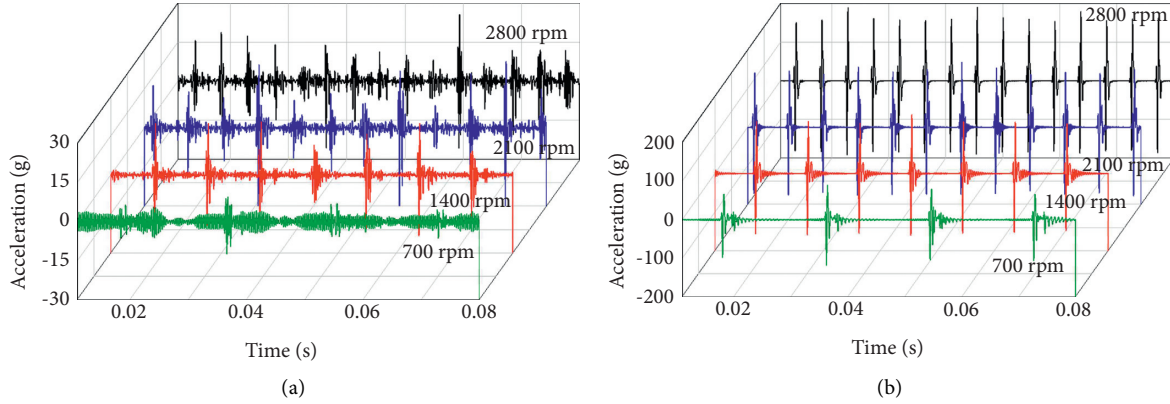 2800 rpm
2100 rpm
1400 rpm
700 rpm
30
15
0
-15
-30
Acceleration (g)
0.02
0.04
0.06
0.08
Time (s)
(a)
2800 rpm
2100 rpm
1400 rpm
700 rpm
200
100
0
-100
-200
Acceleration (g)
0.02
0.04
0.06
0.08
Time (s)
(b)